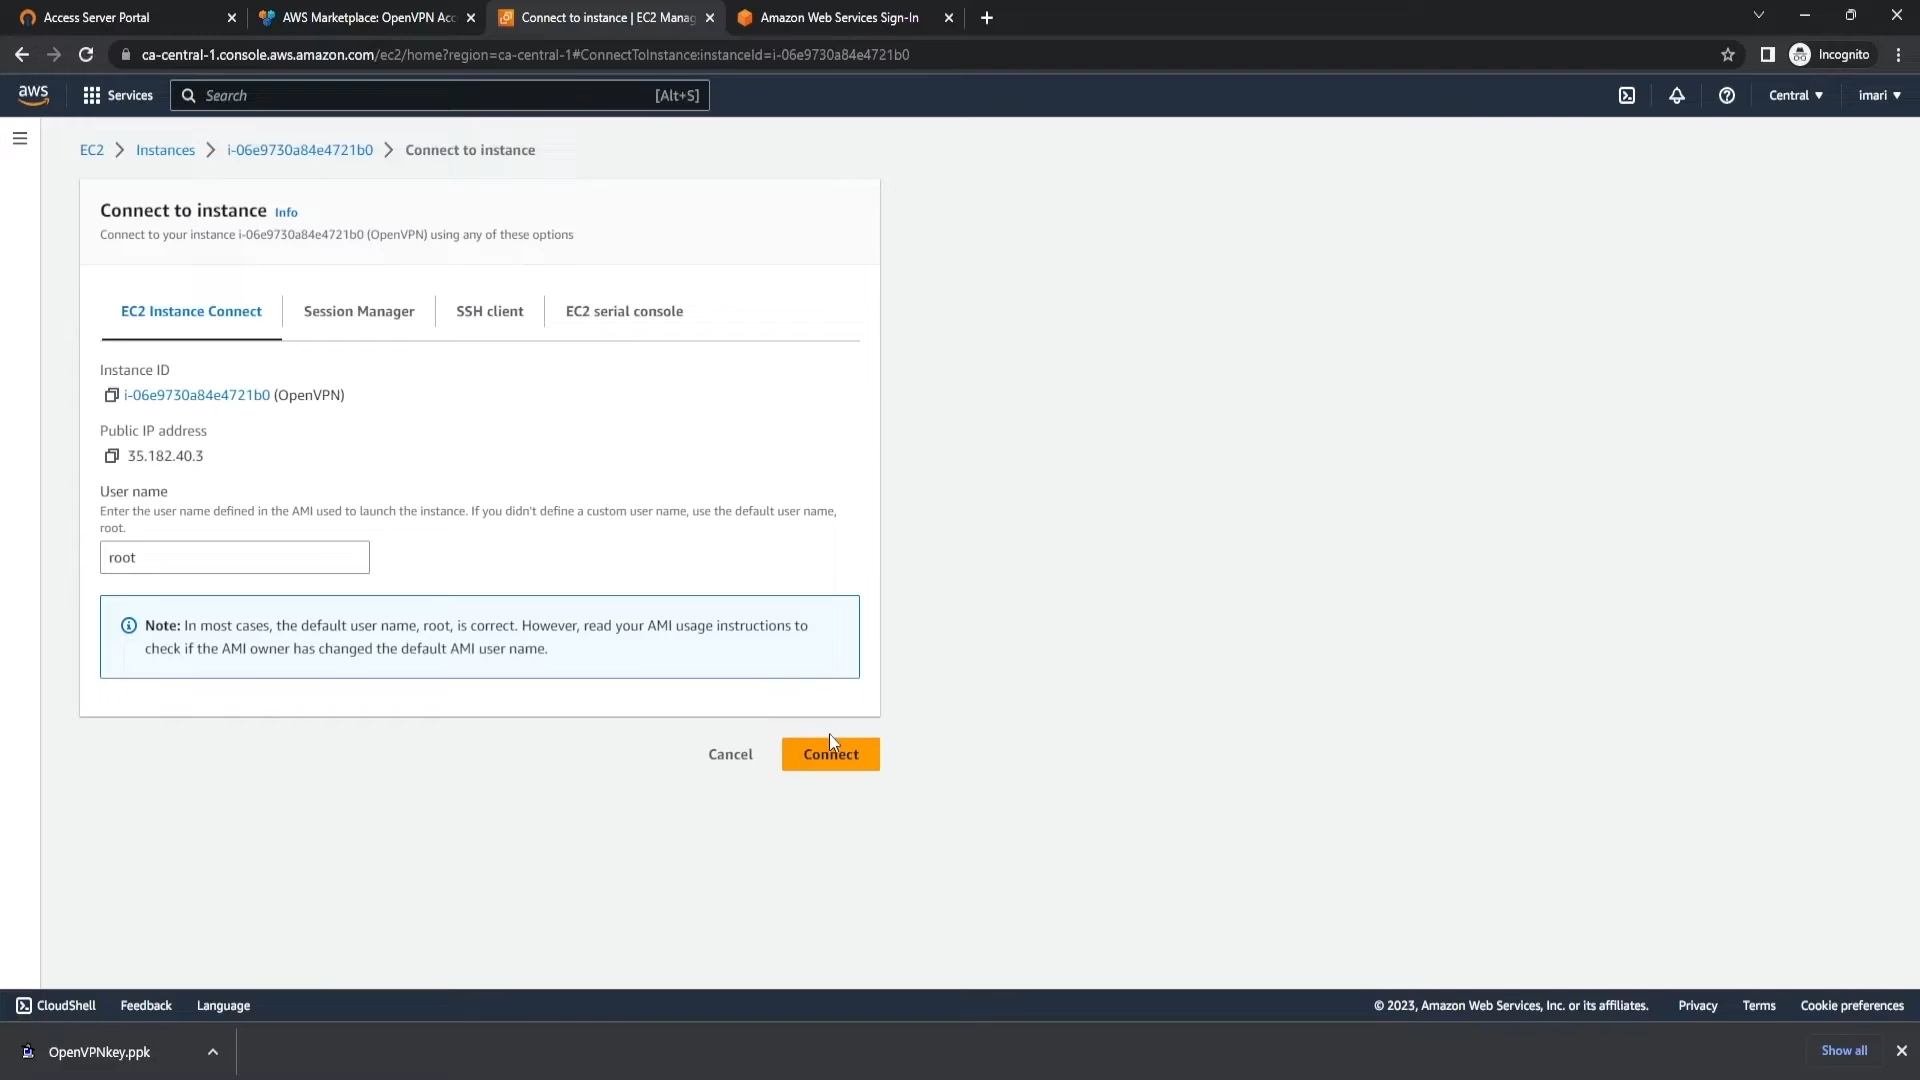 Access Server Portal
AWS Marketplace: OpenVPN Acc
Connect to instance | EC2 Manag
Amazon Web Services Sign-In
ca-central-1.console.aws.amazon.com/ec2/home?region=ca-central-1#ConnectToInstance:instanceId=i-06e9730a84e4721b0
Incognito
aws
Services
Search
[Alt+S]
Central
imari
EC2 > Instances > i-06e9730a84e4721b0 > Connect to instance
Connect to instance Info
Connect to your instance i-06e9730a84e4721b0 (OpenVPN) using any of these options
EC2 Instance Connect
Session Manager
SSH client
EC2 serial console
Instance ID
i-06e9730a84e4721b0 (OpenVPN)
Public IP address
35.182.40.3
User name
Enter the user name defined in the AMI used to launch the instance. If you didn't define a custom user name, use the default user name,
root.
root
Note: In most cases, the default user name, root, is correct. However, read your AMI usage instructions to
check if the AMI owner has changed the default AMI user name.
Cancel
Connect
CloudShell
Feedback
Language
© 2023, Amazon Web Services, Inc. or its affiliates.
Privacy
Terms
Cookie preferences
OpenVPNkey.ppk
Show all